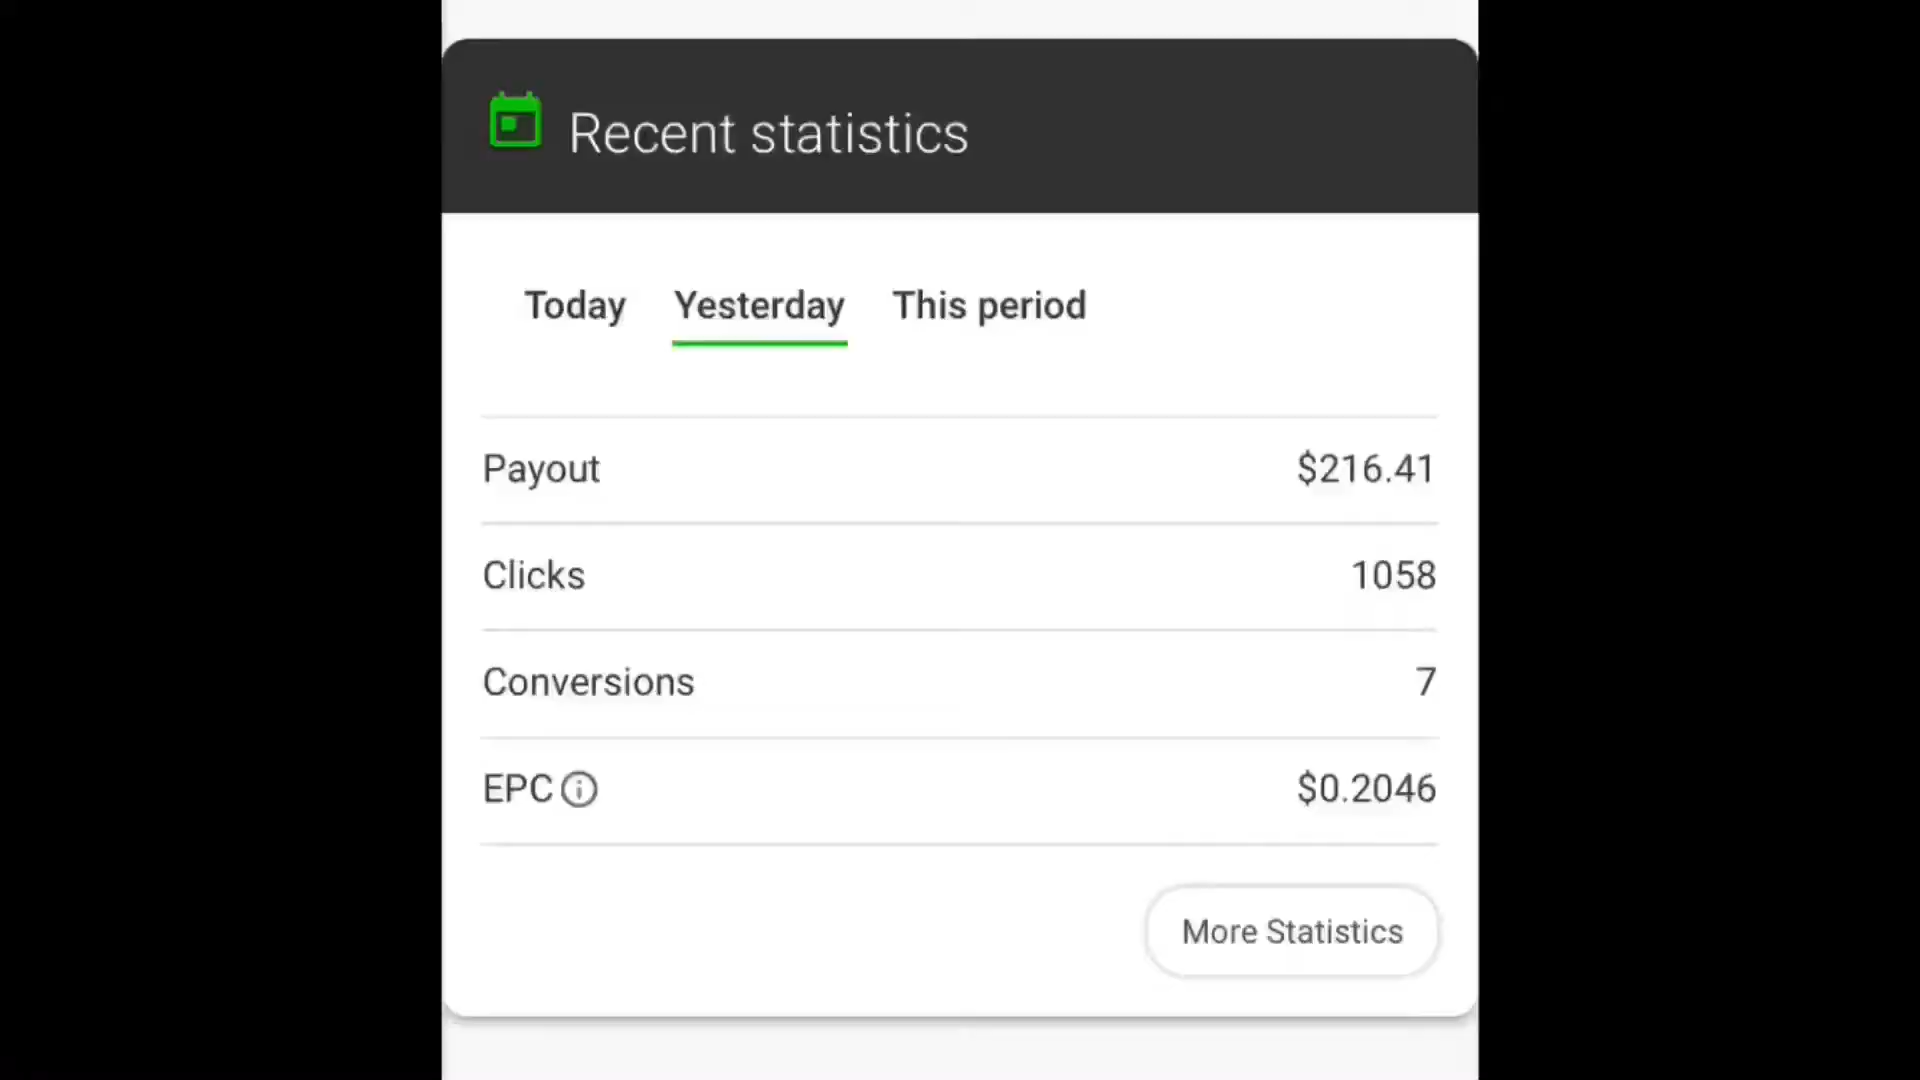 Recent statistics
Today Yesterday This period
Payout $216.41
Clicks 1058
Conversions 7
EPC $0.2046
More Statistics